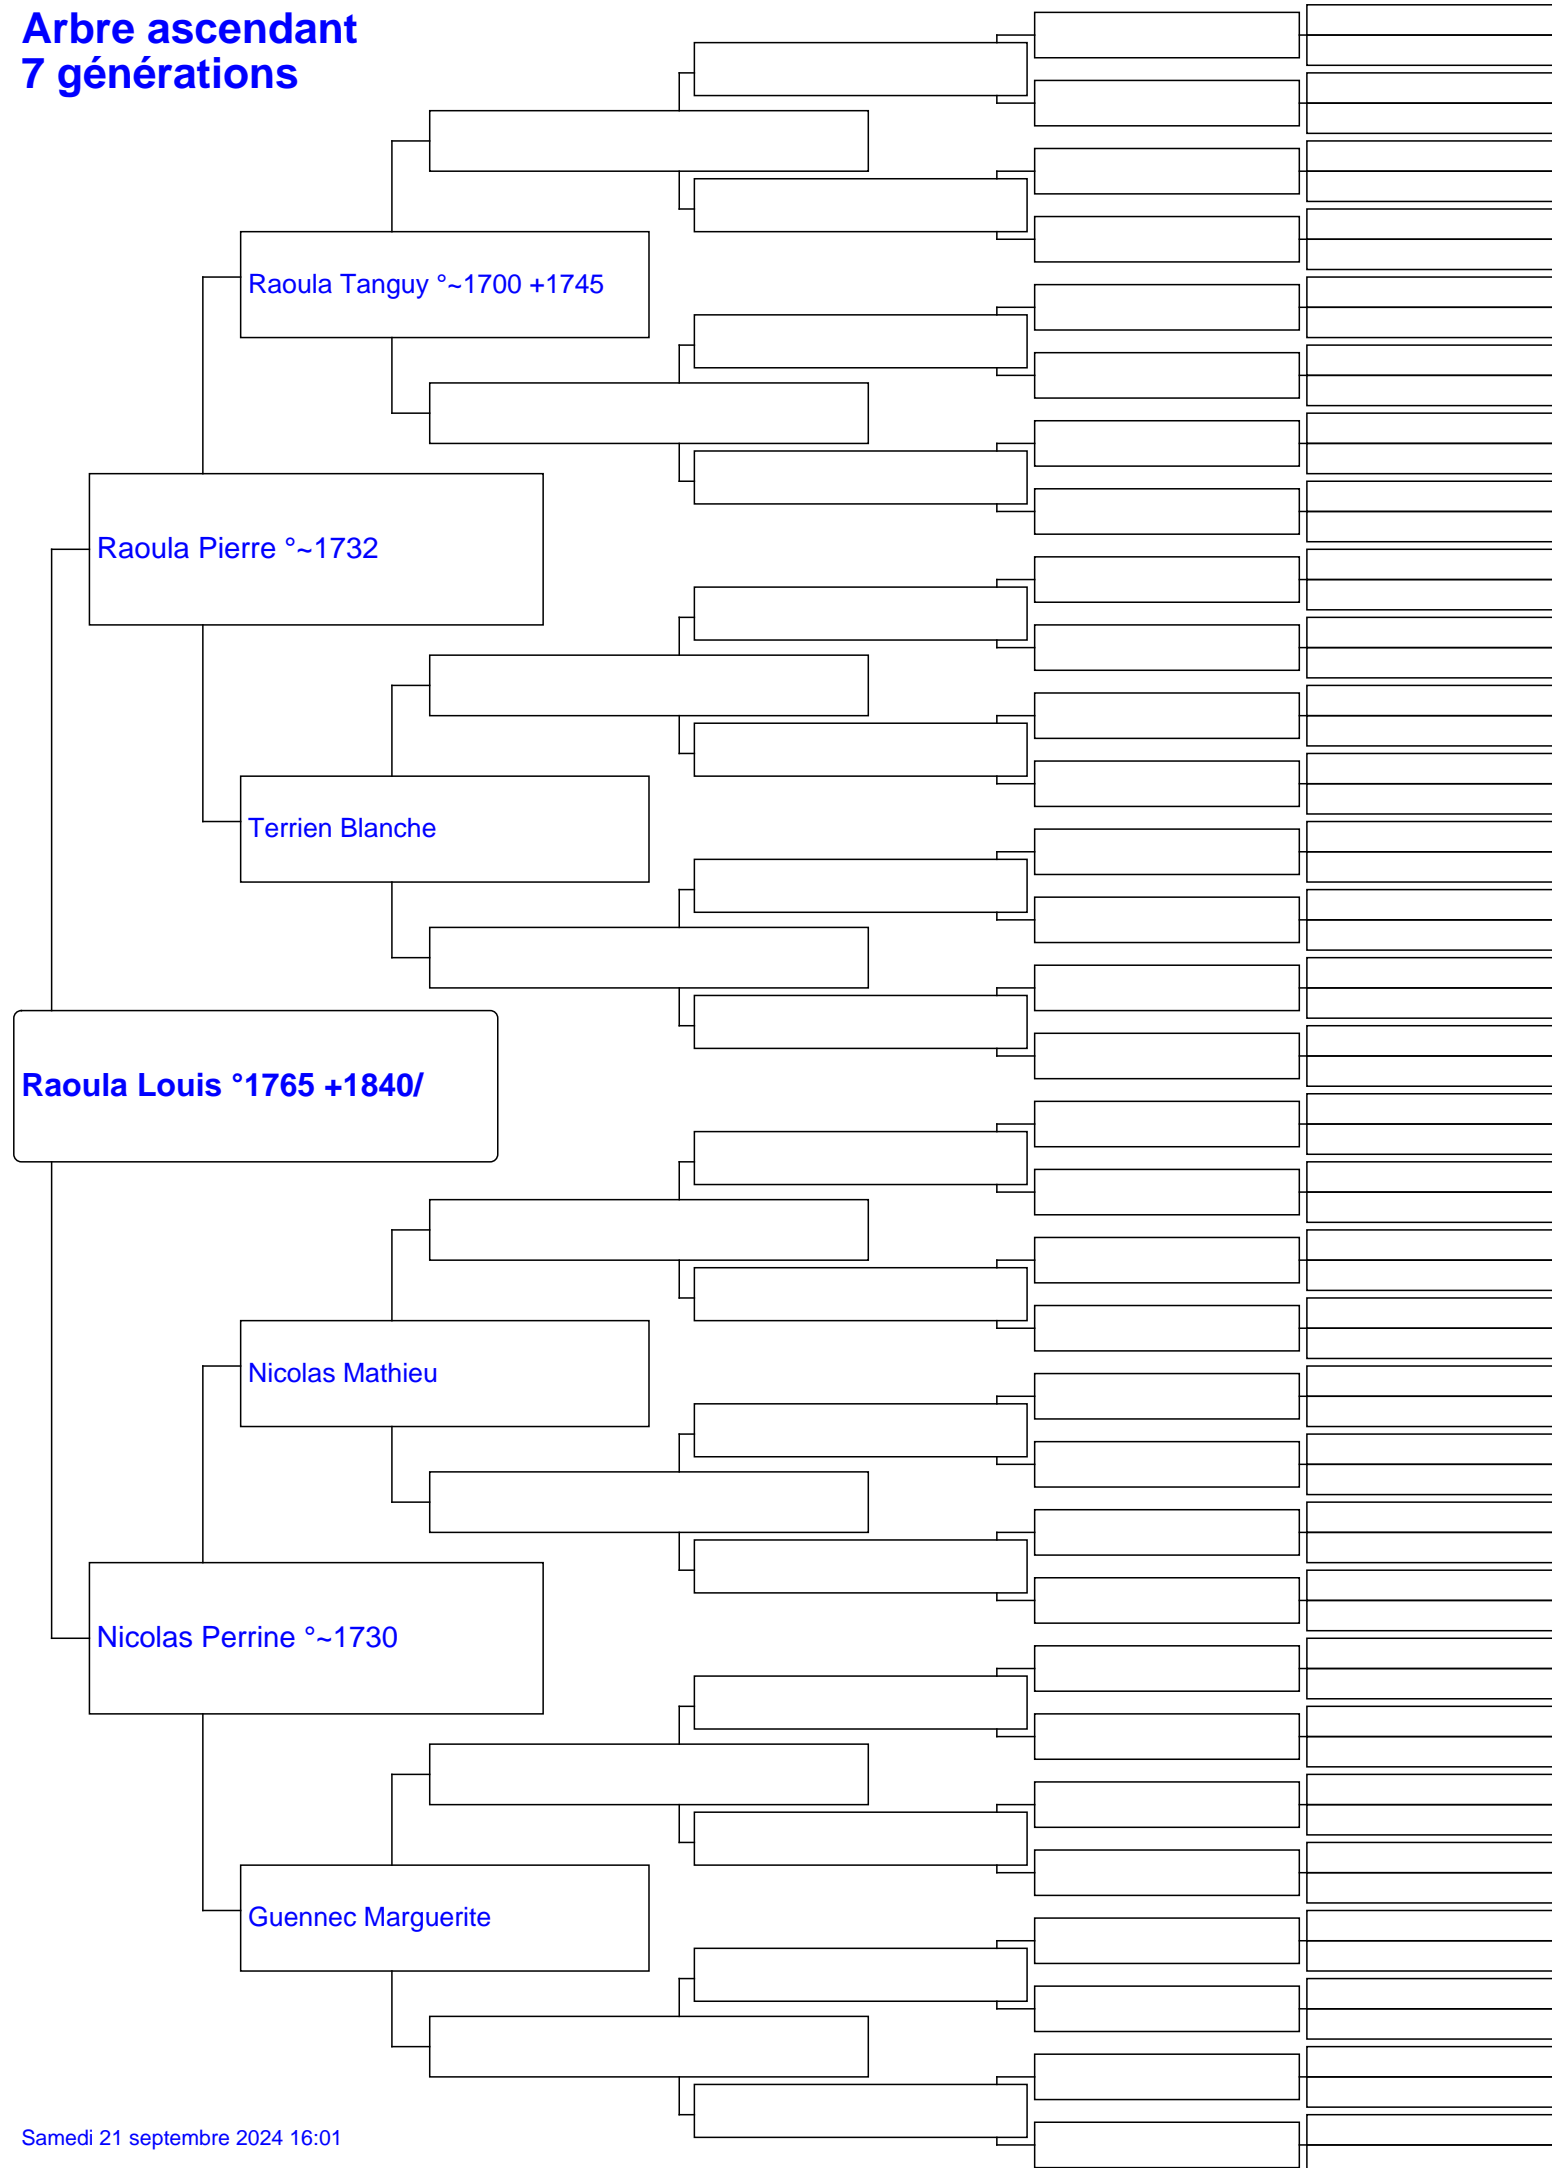 Arbre ascendant
7 générations
Raoula Tanguy °~1700 +1745
Raoula Pierre °~1732
Terrien Blanche
Raoula Louis °1765 +1840/
Nicolas Mathieu
Nicolas Perrine °~1730
Guennec Marguerite
Samedi 21 septembre 2024 16:01